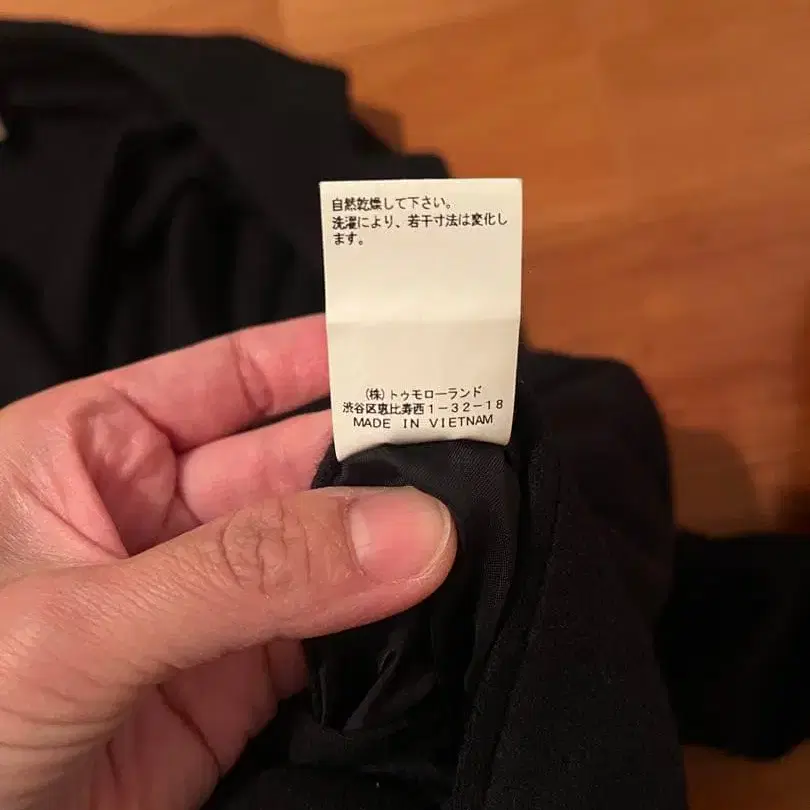 自然乾燥して下さい。
洗濯により、若干寸法は変化し
ます。
(株)トゥモローランド
渋谷区恵比寿西1-32-18
MADE IN VIETNAM